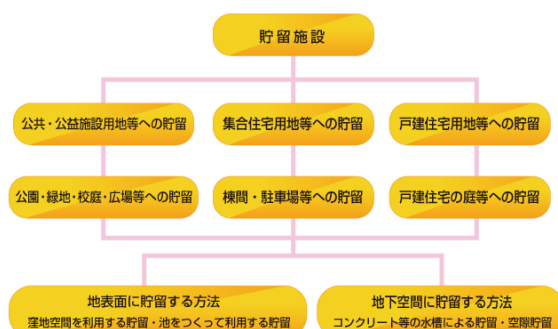 貯留施設
公共・公益施設用地等への貯留
集合住宅用地等への貯留
戸建住宅用地等への貯留
公園・緑地・校庭・広場等への貯留
棟間・駐車場等への貯留
戸建住宅の庭等への貯留
地表面に貯留する方法
窪地空間を利用する貯留・池をつくって利用する貯留
地下空間に貯留する方法
コンクリート等の水槽による貯留・空隙貯留